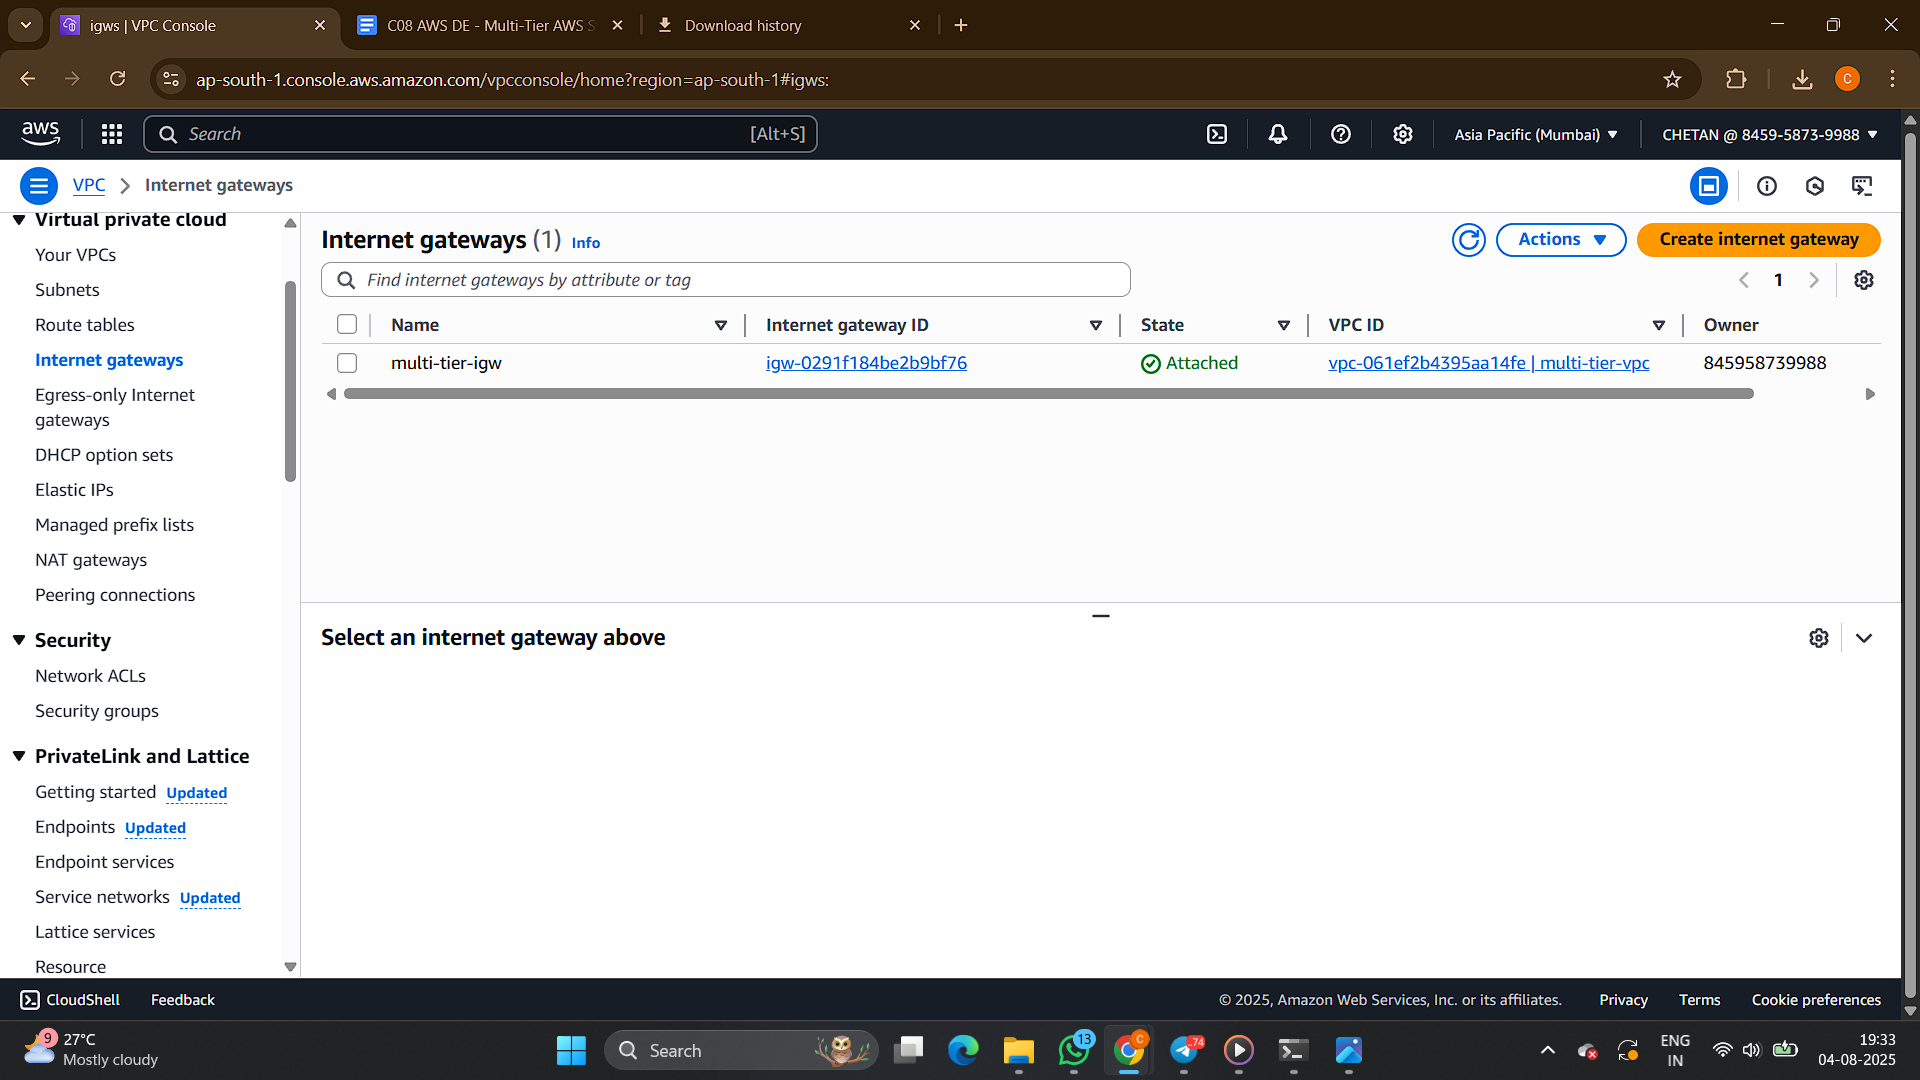 igws | VPC Console
C08 AWS DE - Multi-Tier AWS S
Download history
ap-south-1.console.aws.amazon.com/vpcconsole/home?region=ap-south-1#igws:
C
aws
Search
[Alt+S]
Asia Pacific (Mumbai)
CHETAN @ 8459-5873-9988
VPC
Internet gateways
Virtual private cloud
Your VPCs
Subnets
Route tables
Internet gateways
Egress-only Internet
gateways
DHCP option sets
Elastic IPs
Managed prefix lists
NAT gateways
Peering connections
Security
Network ACLs
Security groups
PrivateLink and Lattice
Getting started Updated
Endpoints Updated
Endpoint services
Service networks Updated
Lattice services
Resource
Internet gateways (1) Info
Actions
Create internet gateway
Find internet gateways by attribute or tag
1
Name
Internet gateway ID
State
VPC ID
Owner
multi-tier-igw
igw-0291f184be2b9bf76
Attached
vpc-061ef2b4395aa14fe | multi-tier-vpc
845958739988
Select an internet gateway above
CloudShell
Feedback
© 2025, Amazon Web Services, Inc. or its affiliates.
Privacy
Terms
Cookie preferences
9
27°C
Mostly cloudy
Search
13
C
74
ENG
IN
19:33
04-08-2025